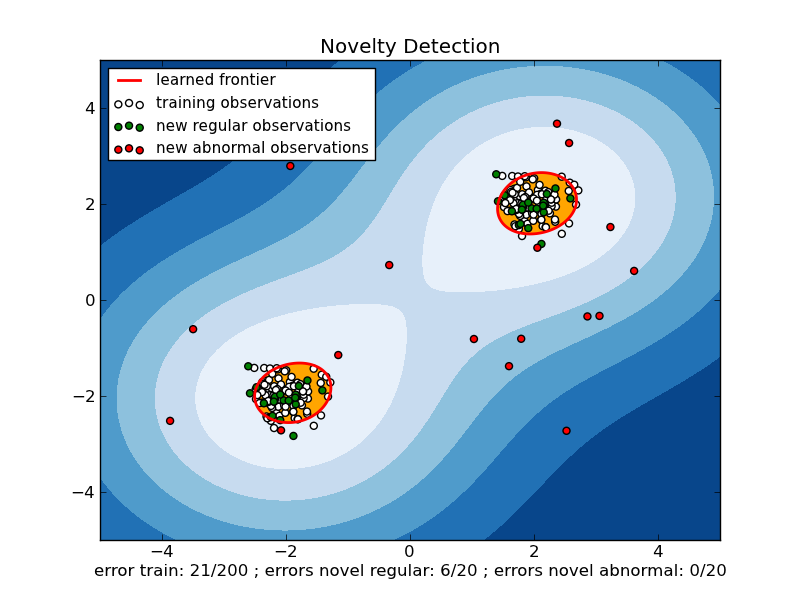 Novelty Detection
learned frontier
training observations
new regular observations
new abnormal observations
4
2
0
−2
−4
−4 −2 0 2 4
error train: 21/200 ; errors novel regular: 6/20 ; errors novel abnormal: 0/20